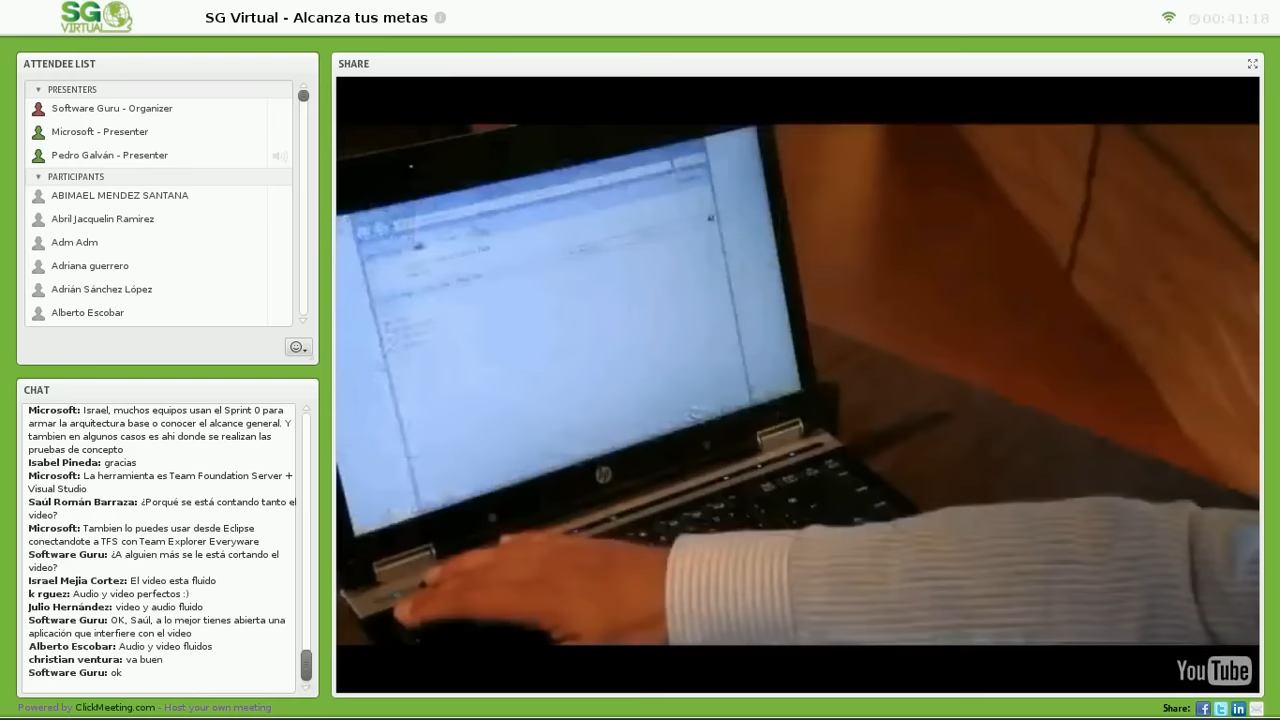 SG
VIRTUAL
SG Virtual - Alcanza tus metas
00:41:18
ATTENDEE LIST
PRESENTERS
Software Guru - Organizer
Microsoft - Presenter
Pedro Galván - Presenter
PARTICIPANTS
ABIMAEL MENDEZ SANTANA
Abril Jacquelin Ramirez
Adm Adm
Adriana guerrero
Adrián Sánchez López
Alberto Escobar
CHAT
Microsoft: Israel, muchos equipos usan el Sprint 0 para
armar la arquitectura base o conocer el alcance general. Y
tambien en algunos casos es ahi donde se realizan las
pruebas de concepto
Isabel Pineda: gracias
Microsoft: La herramienta es Team Foundation Server +
Visual Studio
Saúl Román Barraza: ¿Porqué se está contando tanto el
video?
Microsoft: Tambien lo puedes usar desde Eclipse
conectandote a TFS con Team Explorer Everyware
Software Guru: ¿A alguien más se le está cortando el
video?
Israel Mejia Cortez: El video esta fluido
k rguez: Audio y video perfectos :)
Julio Hernández: video y audio fluido
Software Guru: OK, Saúl, a lo mejor tienes abierta una
aplicación que interfiere con el video
Alberto Escobar: Audio y video fluidos
christian ventura: va buen
Software Guru: ok
SHARE
hp
YouTube
Powered by ClickMeeting.com - Host your own meeting
Share: